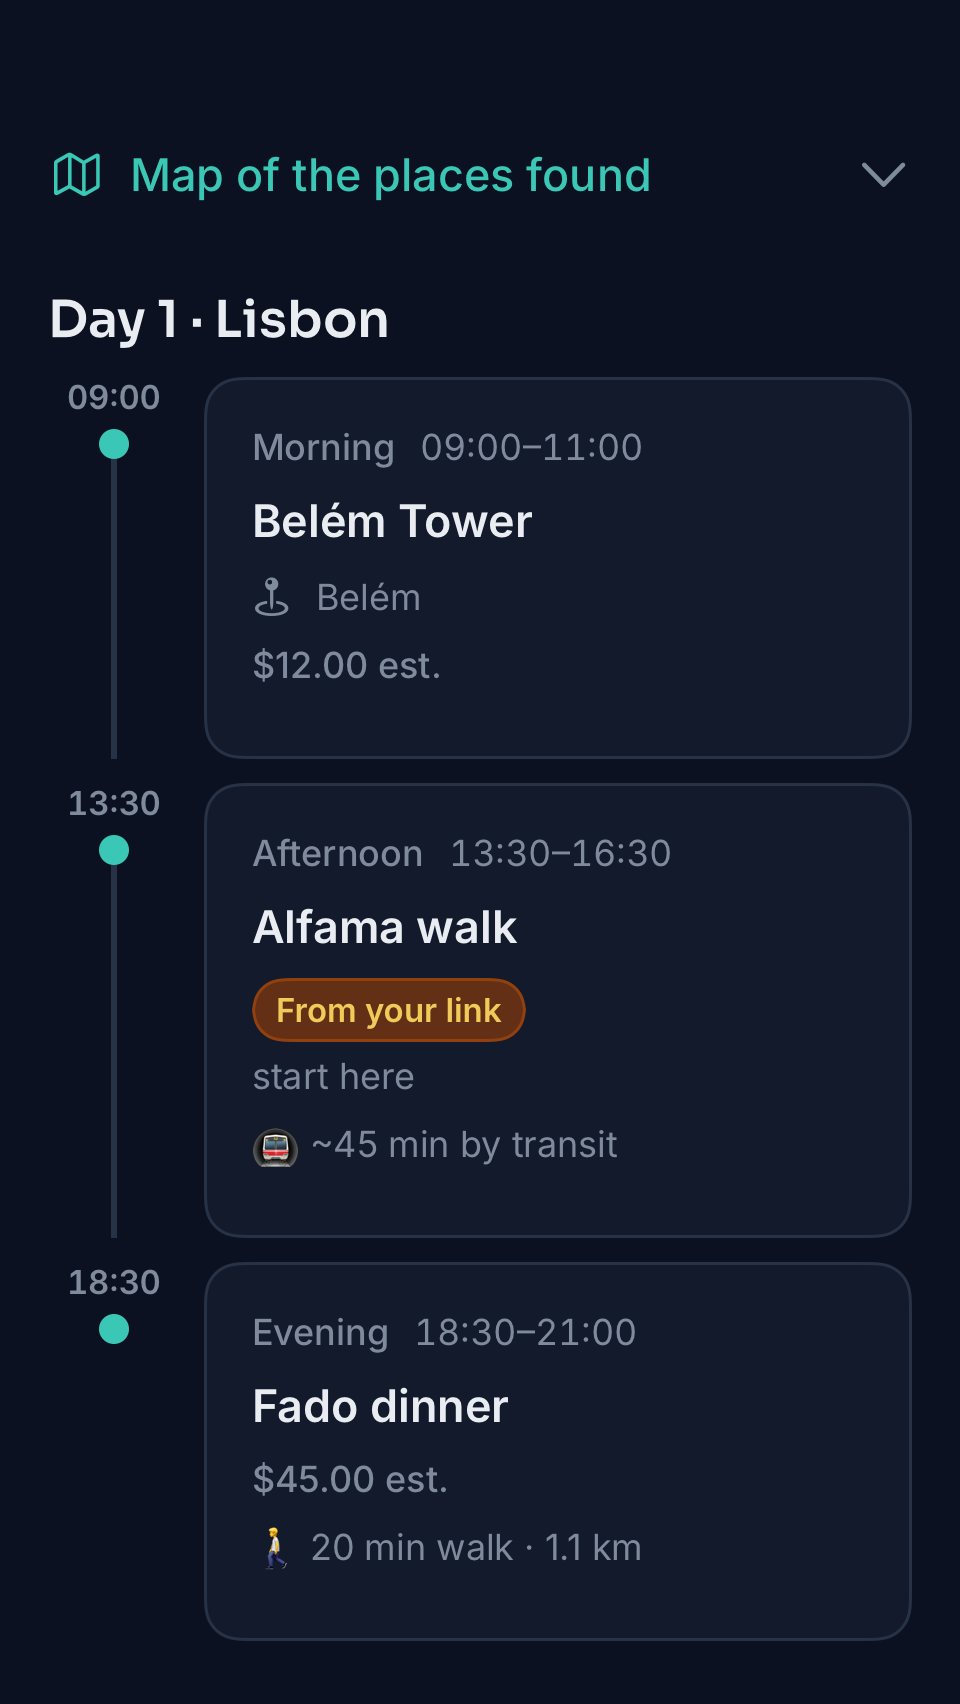 Map of the places found
Day 1 · Lisbon
09:00
Morning 09:00–11:00
Belém Tower
Belém
$12.00 est.
13:30
Afternoon 13:30–16:30
Alfama walk
From your link
start here
~45 min by transit
18:30
Evening 18:30–21:00
Fado dinner
$45.00 est.
20 min walk · 1.1 km